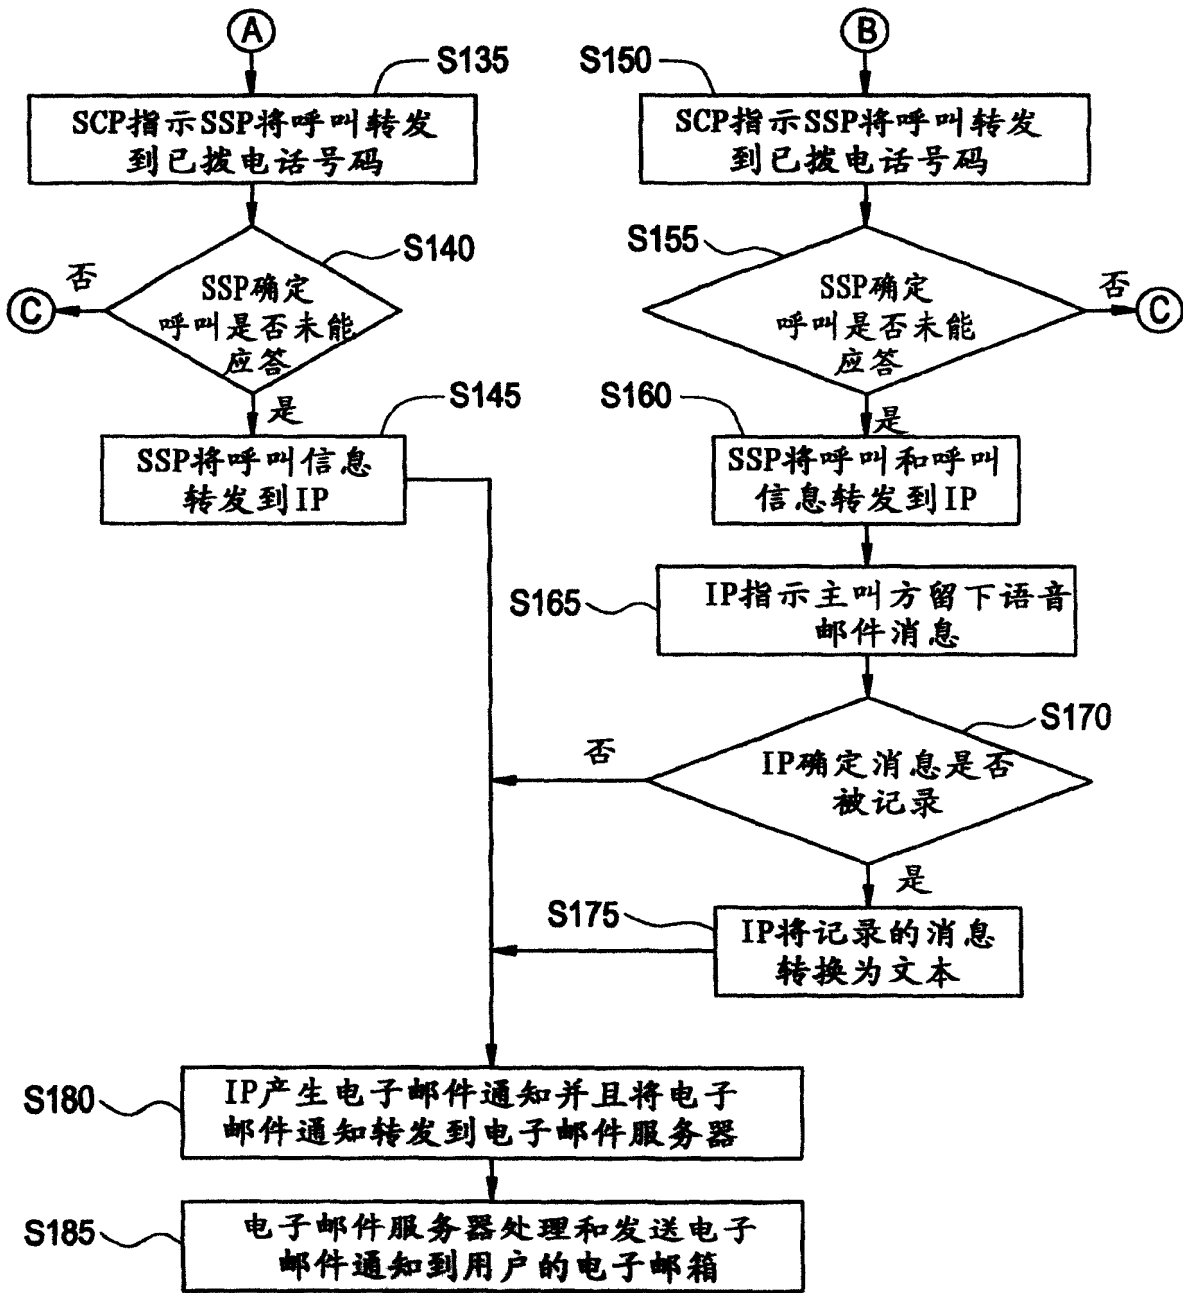 A
S135
SCP指示SSP将呼叫转发
到已拨电话号码
S140
SSP确定
呼叫是否未能
应答
否
C
是
S145
SSP将呼叫信息
转发到IP
B
S150
SCP指示SSP将呼叫转发
到已拨电话号码
S155
SSP确定
呼叫是否未能
应答
否
C
是
S160
SSP将呼叫和呼叫
信息转发到IP
S165
IP指示主叫方留下语音
邮件消息
S170
IP确定消息是否
被记录
否
是
S175
IP将记录的消息
转换为文本
S180
IP产生电子邮件通知并且将电子
邮件通知转发到电子邮件服务器
S185
电子邮件服务器处理和发送电子
邮件通知到用户的电子邮箱